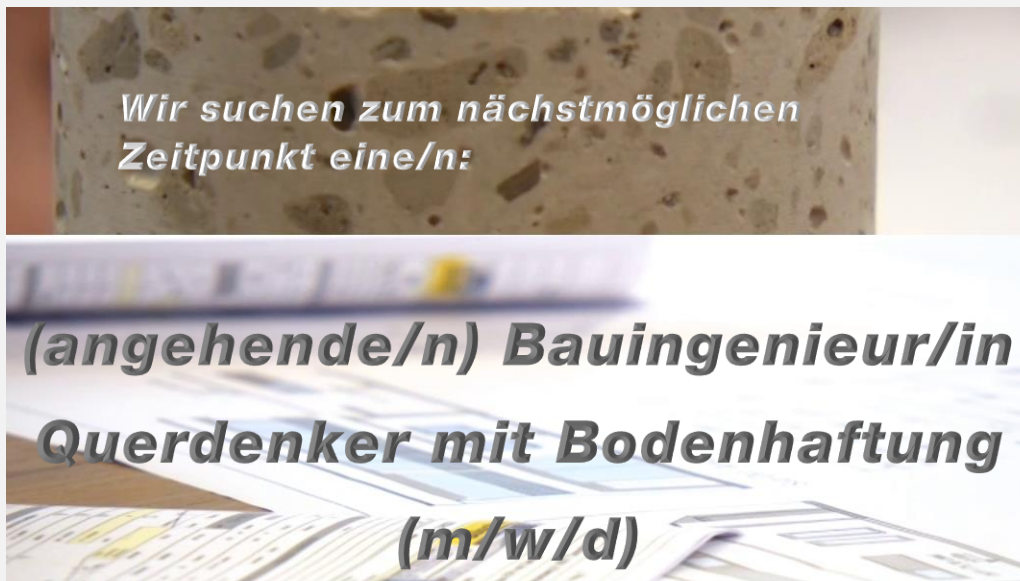 Wir suchen zum nächstmöglichen
Zeitpunkt eine/n:
(angehende/n) Bauingenieur/in
Querdenker mit Bodenhaftung
(m/w/d)